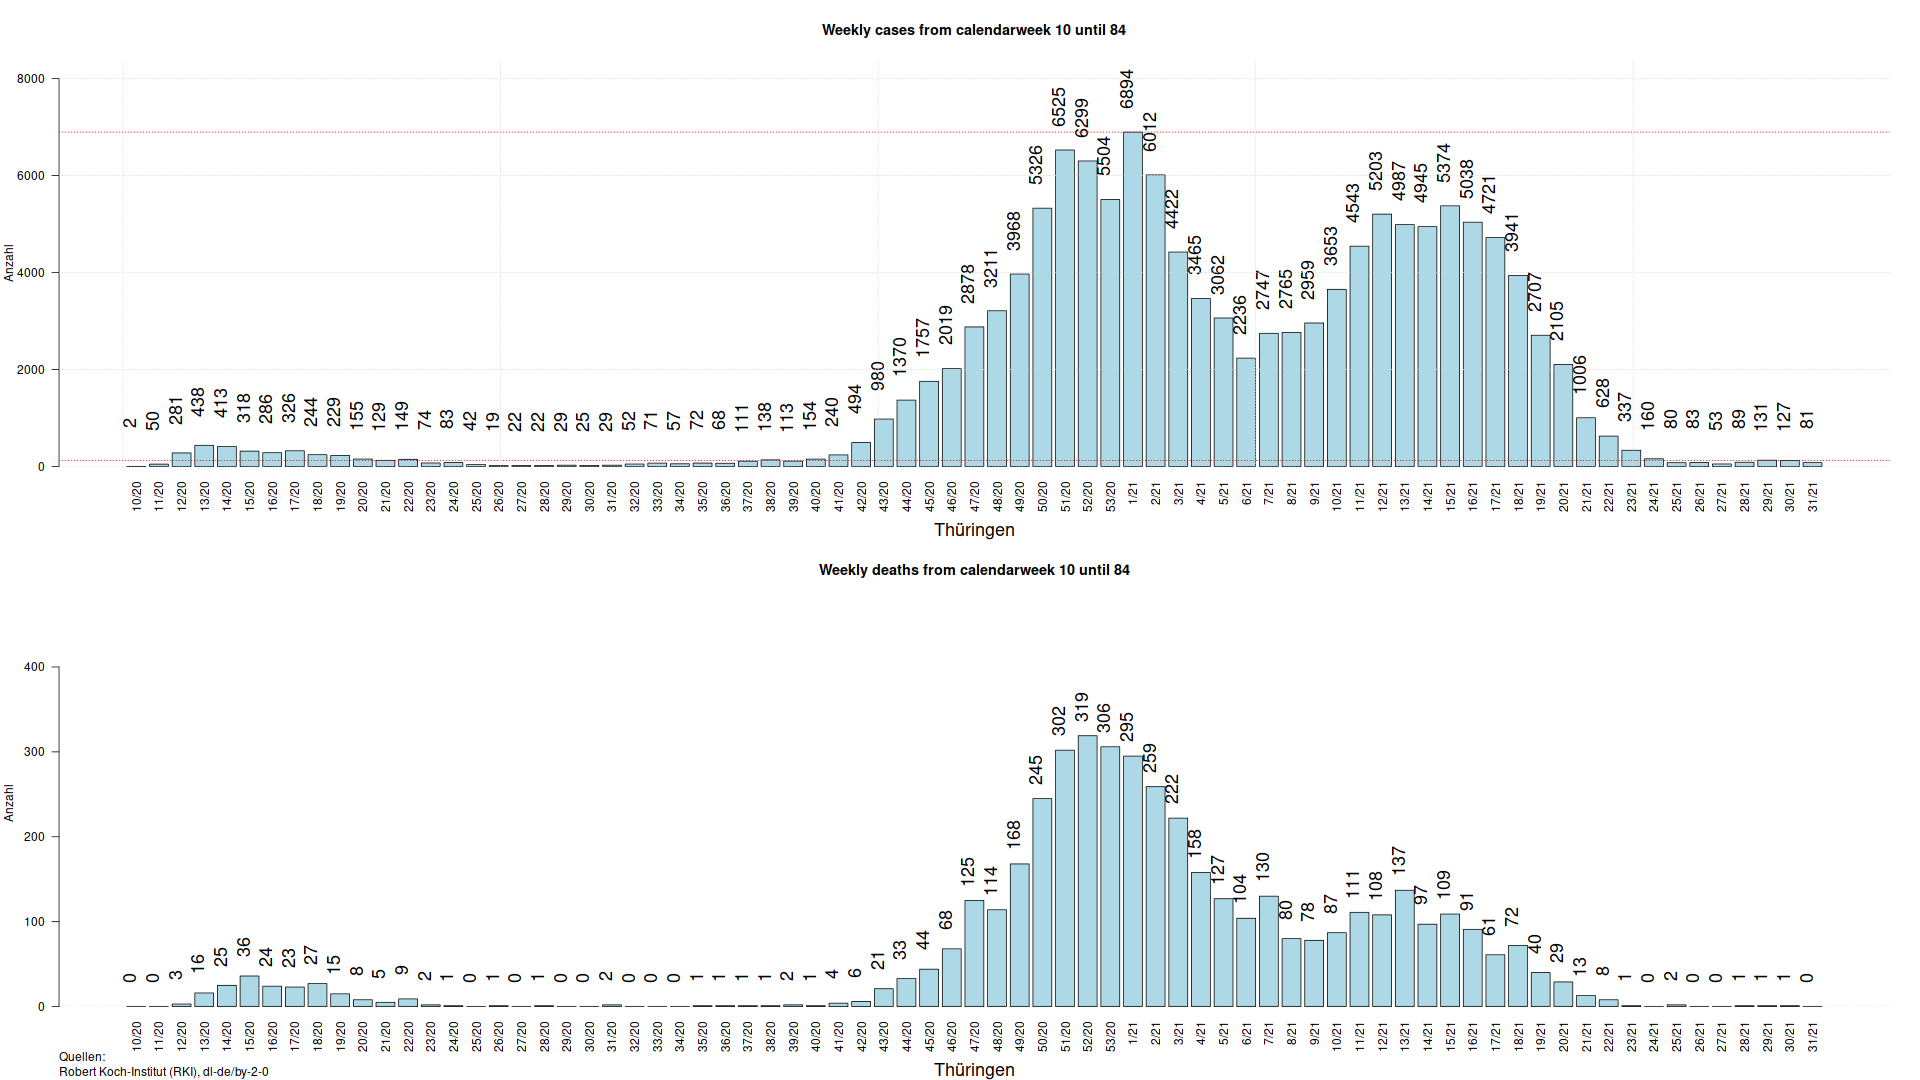 Weekly cases from calendarweek 10 until 84
Anzahl
8000
6000
4000
2000
0
2 50 281 438 413 318 286 326 244 229 155 129 149 74 83 42 19 22 22 29 25 29 52 71 57 72 68 111 138 113 154 240 494 980 1370 1757 2019 2878 3211 3968 5326 6525 6299 5504 6894 6012 4422 3465 3062 2236 2747 2765 2959 3653 4543 5203 4987 4945 5374 5038 4721 3941 2707 2105 1006 628 337 160 80 83 53 89 131 127 81
10/20 11/20 12/20 13/20 14/20 15/20 16/20 17/20 18/20 19/20 20/20 21/20 22/20 23/20 24/20 25/20 26/20 27/20 28/20 29/20 30/20 31/20 32/20 33/20 34/20 35/20 36/20 37/20 38/20 39/20 40/20 41/20 42/20 43/20 44/20 45/20 46/20 47/20 48/20 49/20 50/20 51/20 52/20 53/20 1/21 2/21 3/21 4/21 5/21 6/21 7/21 8/21 9/21 10/21 11/21 12/21 13/21 14/21 15/21 16/21 17/21 18/21 19/21 20/21 21/21 22/21 23/21 24/21 25/21 26/21 27/21 28/21 29/21 30/21 31/21
Thüringen
Weekly deaths from calendarweek 10 until 84
Anzahl
400
300
200
100
0
0 0 3 16 25 36 24 23 27 15 8 5 9 2 1 0 1 0 1 0 0 2 0 0 0 1 1 1 1 2 1 4 6 21 33 44 68 125 114 168 245 302 319 306 295 259 222 158 127 104 130 80 78 87 111 108 137 97 109 91 61 72 40 29 13 8 1 0 2 0 0 1 1 1 0
10/20 11/20 12/20 13/20 14/20 15/20 16/20 17/20 18/20 19/20 20/20 21/20 22/20 23/20 24/20 25/20 26/20 27/20 28/20 29/20 30/20 31/20 32/20 33/20 34/20 35/20 36/20 37/20 38/20 39/20 40/20 41/20 42/20 43/20 44/20 45/20 46/20 47/20 48/20 49/20 50/20 51/20 52/20 53/20 1/21 2/21 3/21 4/21 5/21 6/21 7/21 8/21 9/21 10/21 11/21 12/21 13/21 14/21 15/21 16/21 17/21 18/21 19/21 20/21 21/21 22/21 23/21 24/21 25/21 26/21 27/21 28/21 29/21 30/21 31/21
Thüringen
Quellen:
Robert Koch-Institut (RKI), dl-de/by-2-0